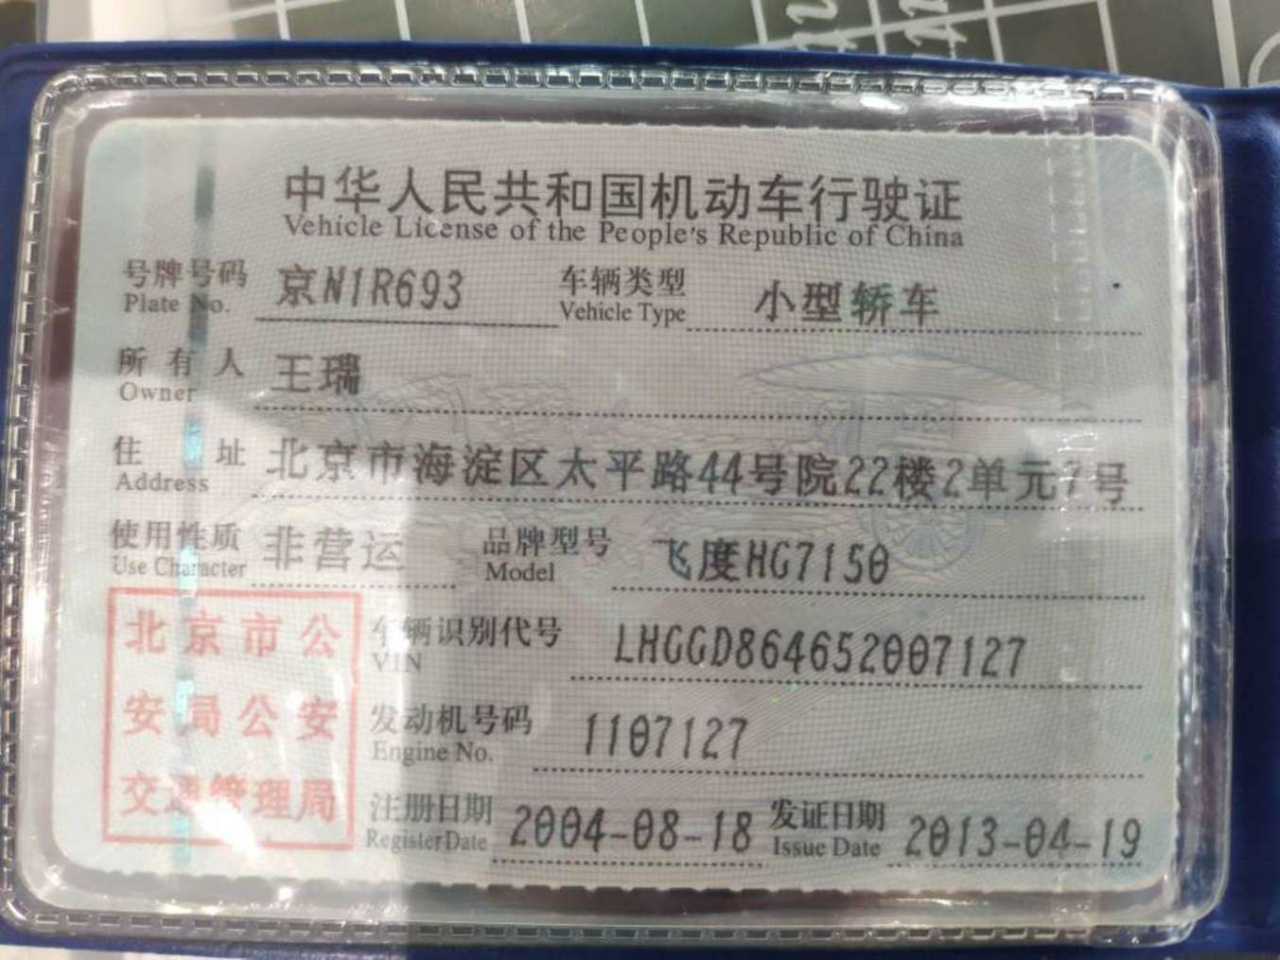 中华人民共和国机动车行驶证
Vehicle License of the People's Republic of China
号牌号码 京N1R693 车辆类型 小型轿车
Plate No. Vehicle Type
所有人 王瑞
Owner
住址 北京市海淀区太平路44号院22楼2单元7号
Address
使用性质 非营运 品牌型号 飞度HG7150
Use Character Model
北京市公
安局公安
交通管理局
车辆识别代号 LHGGD864652007127
VIN
发动机号码 1107127
Engine No.
注册日期 2004-08-18 发证日期 2013-04-19
Register Date Issue Date